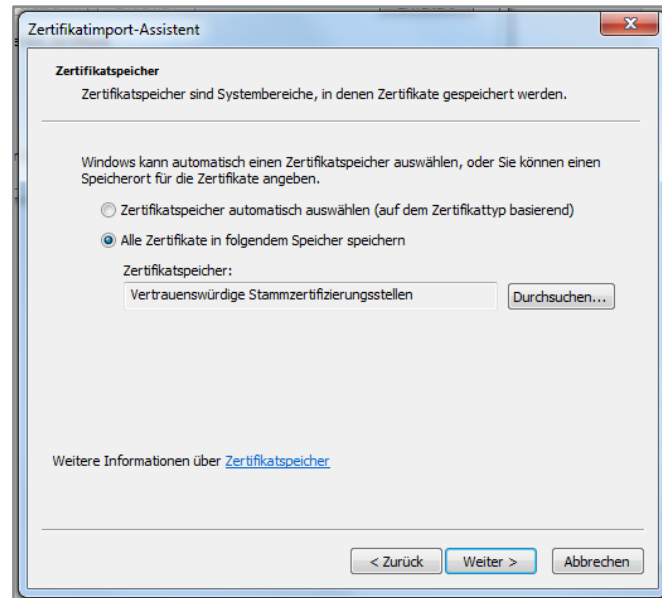 Zertifikatimport-Assistent
Zertifikatspeicher
Zertifikatspeicher sind Systembereiche, in denen Zertifikate gespeichert werden.
Windows kann automatisch einen Zertifikatspeicher auswählen, oder Sie können einen
Speicherort für die Zertifikate angeben.
Zertifikatspeicher automatisch auswählen (auf dem Zertifikattyp basierend)
Alle Zertifikate in folgendem Speicher speichern
Zertifikatspeicher:
Vertrauenswürdige Stammzertifizierungsstellen
Durchsuchen...
Weitere Informationen über Zertifikatspeicher
< Zurück
Weiter >
Abbrechen